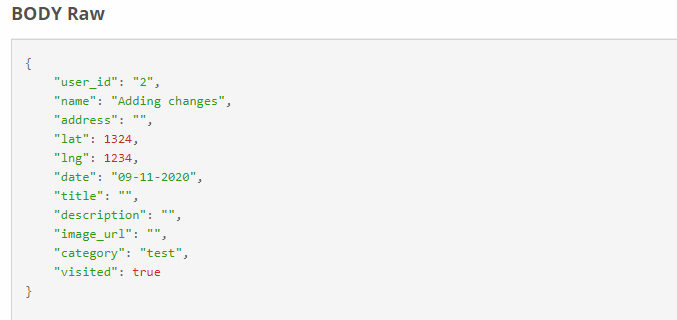 BODY Raw
{
    "user_id": "2",
    "name": "Adding changes",
    "address": "",
    "lat": 1324,
    "lng": 1234,
    "date": "09-11-2020",
    "title": "",
    "description": "",
    "image_url": "",
    "category": "test",
    "visited": true
}